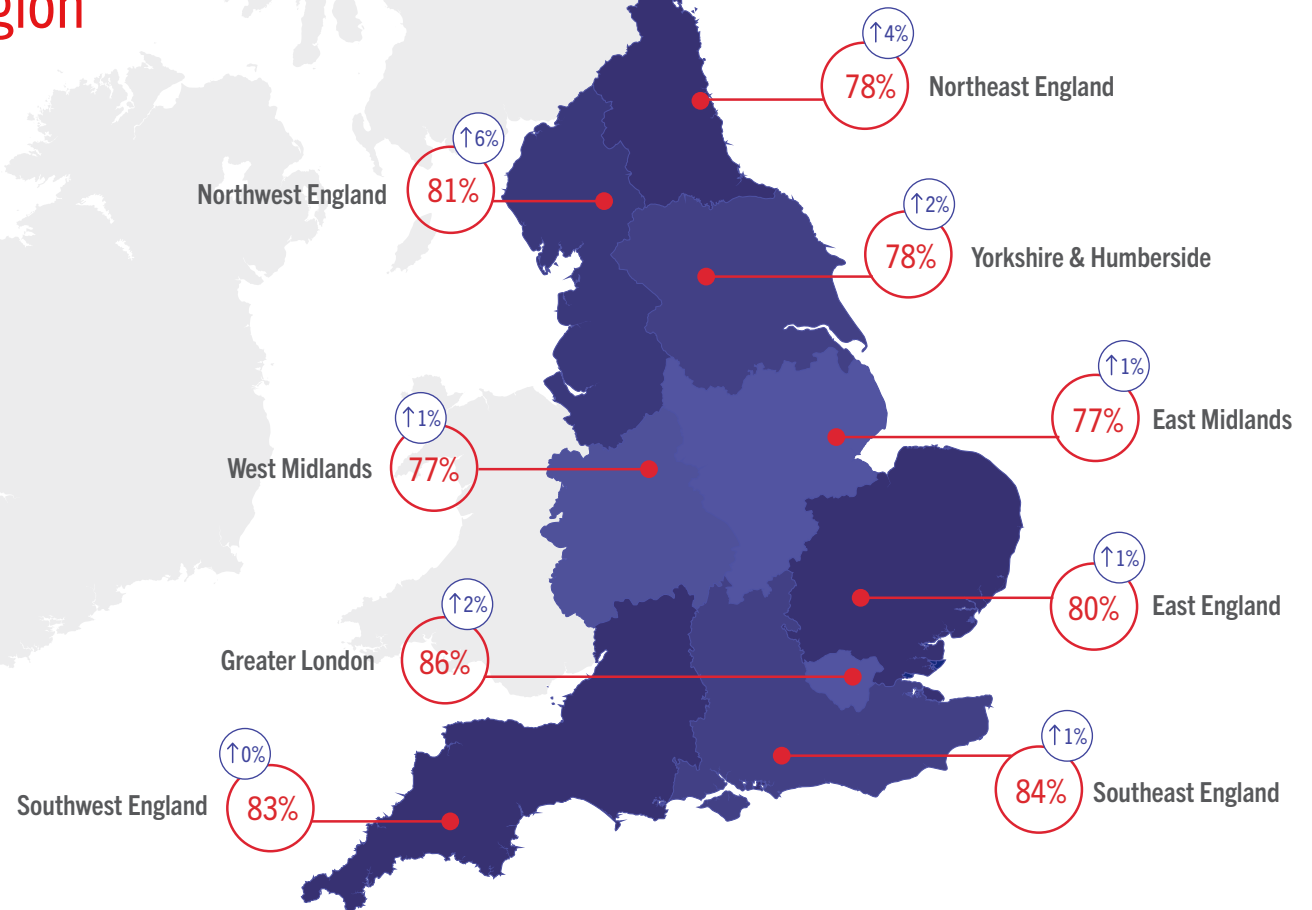 ↑4%
78%
Northeast England
↑6%
81%
Northwest England
↑2%
78%
Yorkshire & Humberside
↑1%
77%
East Midlands
↑1%
77%
West Midlands
↑1%
80%
East England
↑2%
86%
Greater London
↑1%
84%
Southeast England
↑0%
83%
Southwest England